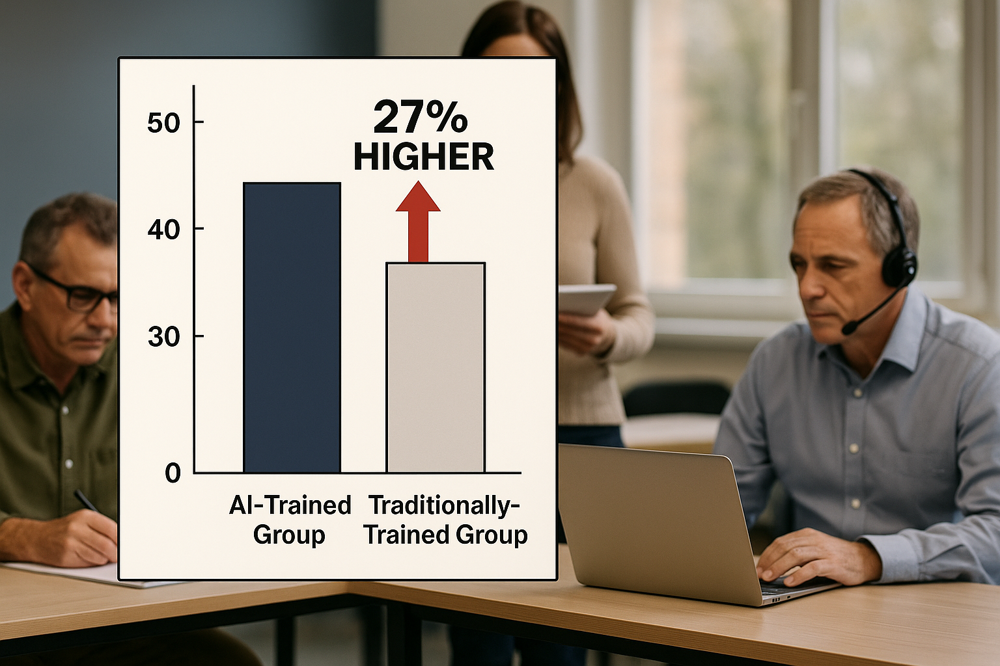 50
40
30
0
27%
HIGHER
AI-Trained
Group
Traditionally-
Trained Group